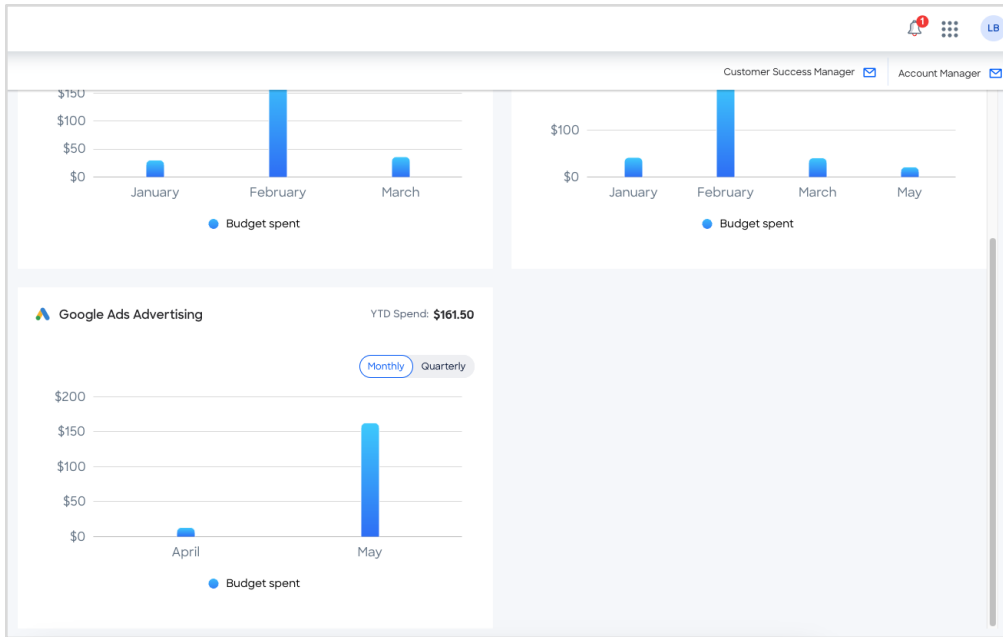 1
LB
Customer Success Manager
Account Manager
$150
$100
$50
$0
January February March
Budget spent
$100
$0
January February March May
Budget spent
Google Ads Advertising
YTD Spend: $161.50
Monthly Quarterly
$200
$150
$100
$50
$0
April May
Budget spent